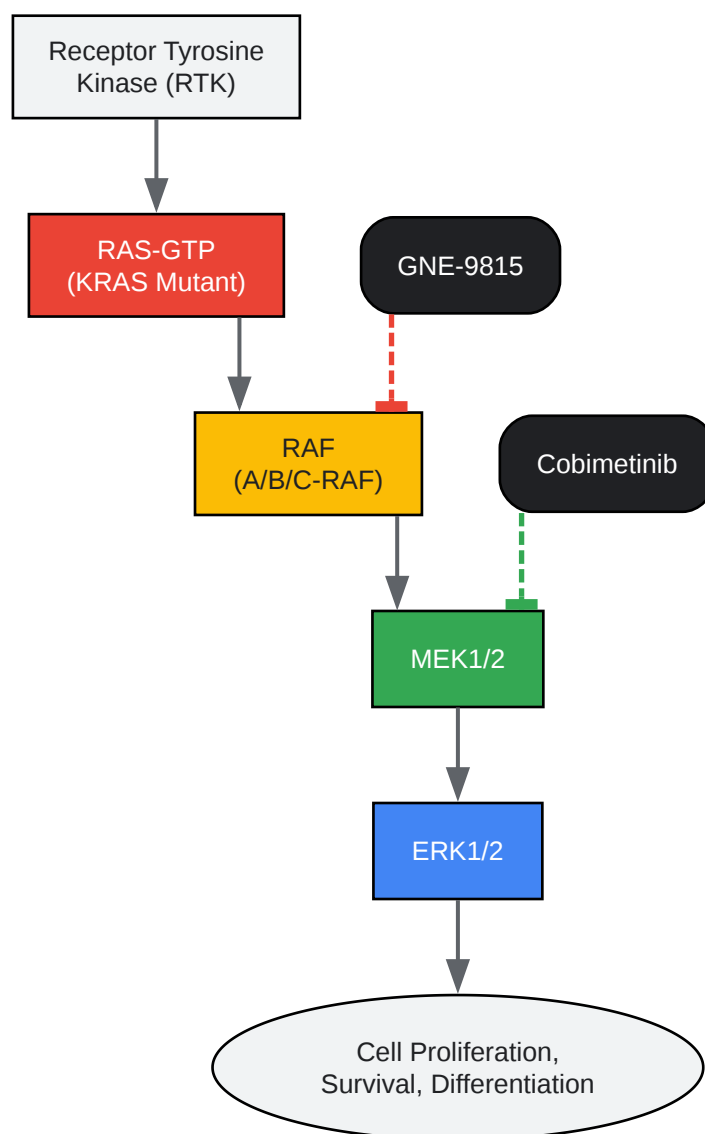 Receptor Tyrosine
Kinase (RTK)
RAS-GTP
(KRAS Mutant)
GNE-9815
RAF
(A/B/C-RAF)
Cobimetinib
MEK1/2
ERK1/2
Cell Proliferation,
Survival, Differentiation